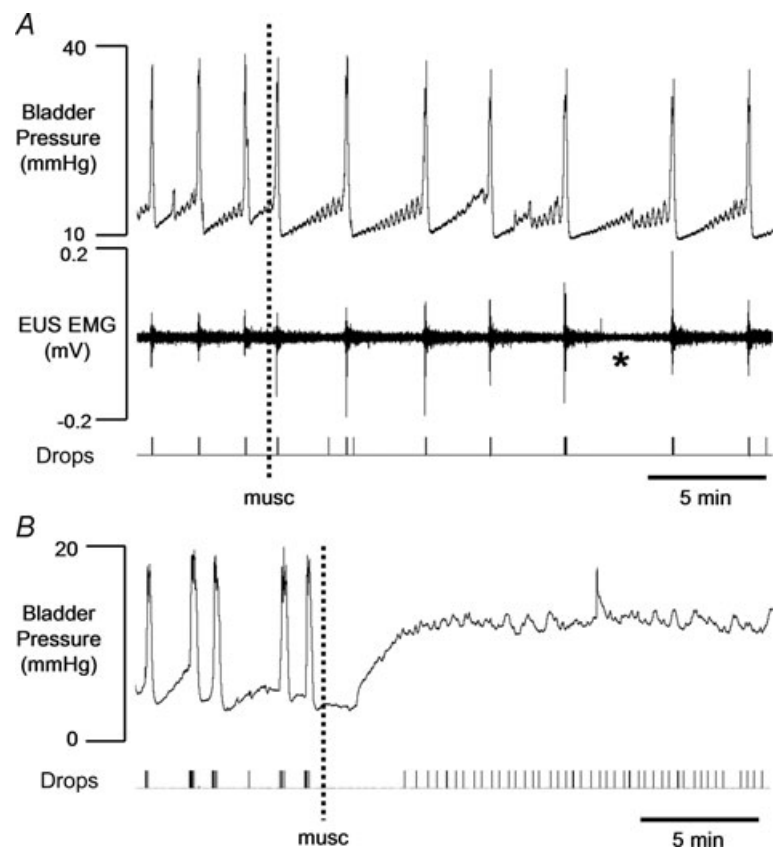 A
40
Bladder
Pressure
(mmHg)
10
0.2
EUS EMG
(mV)
*
-0.2
Drops
musc
5 min
B
20
Bladder
Pressure
(mmHg)
0
Drops
musc
5 min